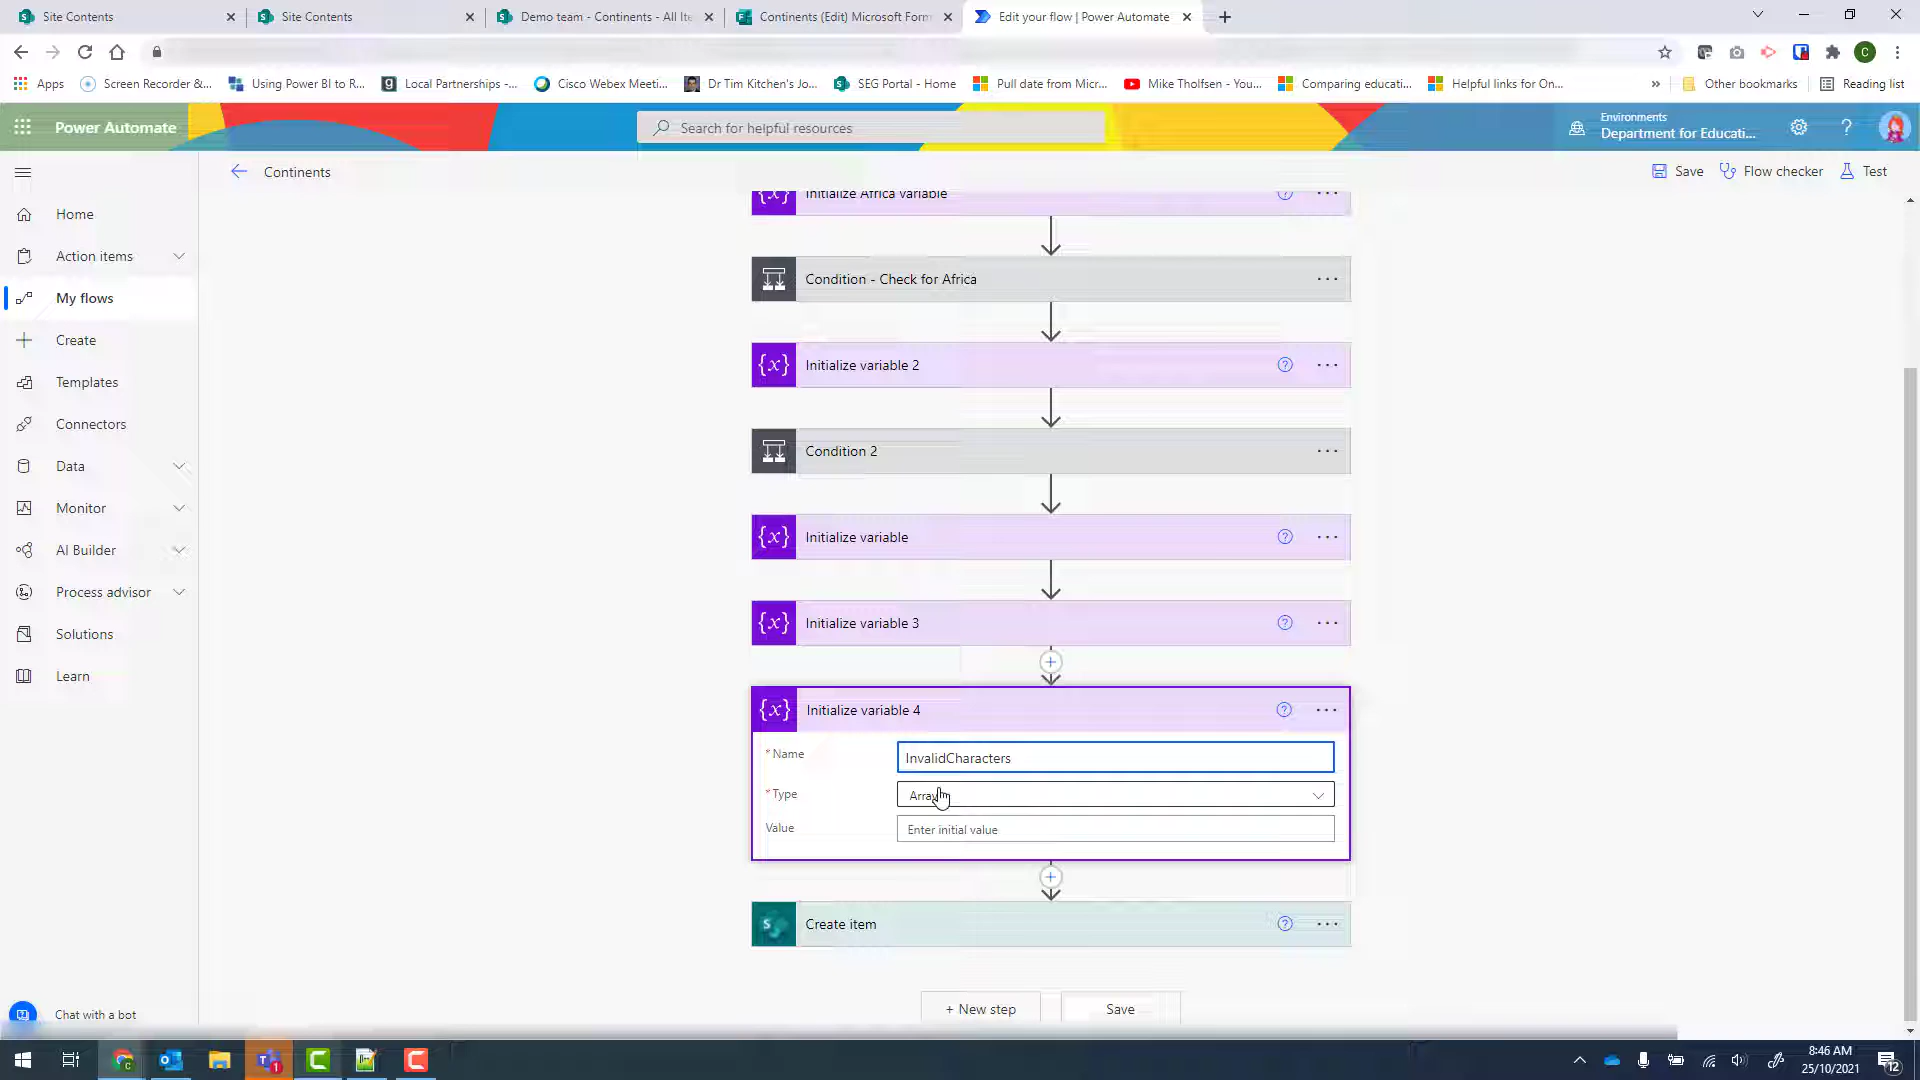 Site Contents
Site Contents
Demo team - Continents - All Ite
Continents (Edit) Microsoft Form
Edit your flow | Power Automate
Apps
Screen Recorder &...
Using Power BI to R...
Local Partnerships -...
Cisco Webex Meeti...
Dr Tim Kitchen's Jo...
SEG Portal - Home
Pull date from Micr...
Mike Tholfsen - You...
Comparing educati...
Helpful links for On...
»
Other bookmarks
Reading list
C
Power Automate
Search for helpful resources
Environments
Department for Educati...
?
Continents
Save
Flow checker
Test
Home
Action items
My flows
Create
Templates
Connectors
Data
Monitor
AI Builder
Process advisor
Solutions
Learn
Chat with a bot
Initialize Africa variable
Condition - Check for Africa
{x} Initialize variable 2
Condition 2
{x} Initialize variable
{x} Initialize variable 3
{x} Initialize variable 4
* Name
InvalidCharacters
* Type
Array
Value
Enter initial value
Create item
+ New step
Save
8:46 AM
25/10/2021
12